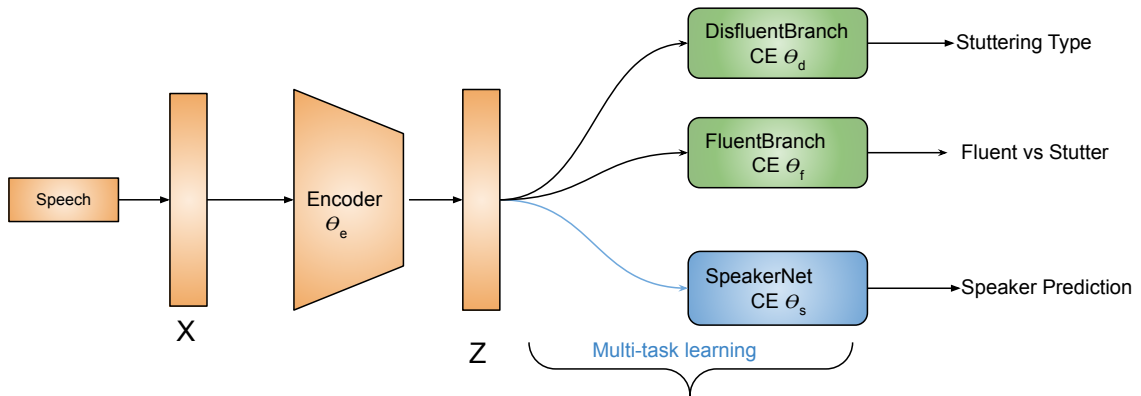 Speech
X
Encoder
θe
Z
DisfluentBranch
CE θd
Stuttering Type
FluentBranch
CE θf
Fluent vs Stutter
SpeakerNet
CE θs
Speaker Prediction
Multi-task learning